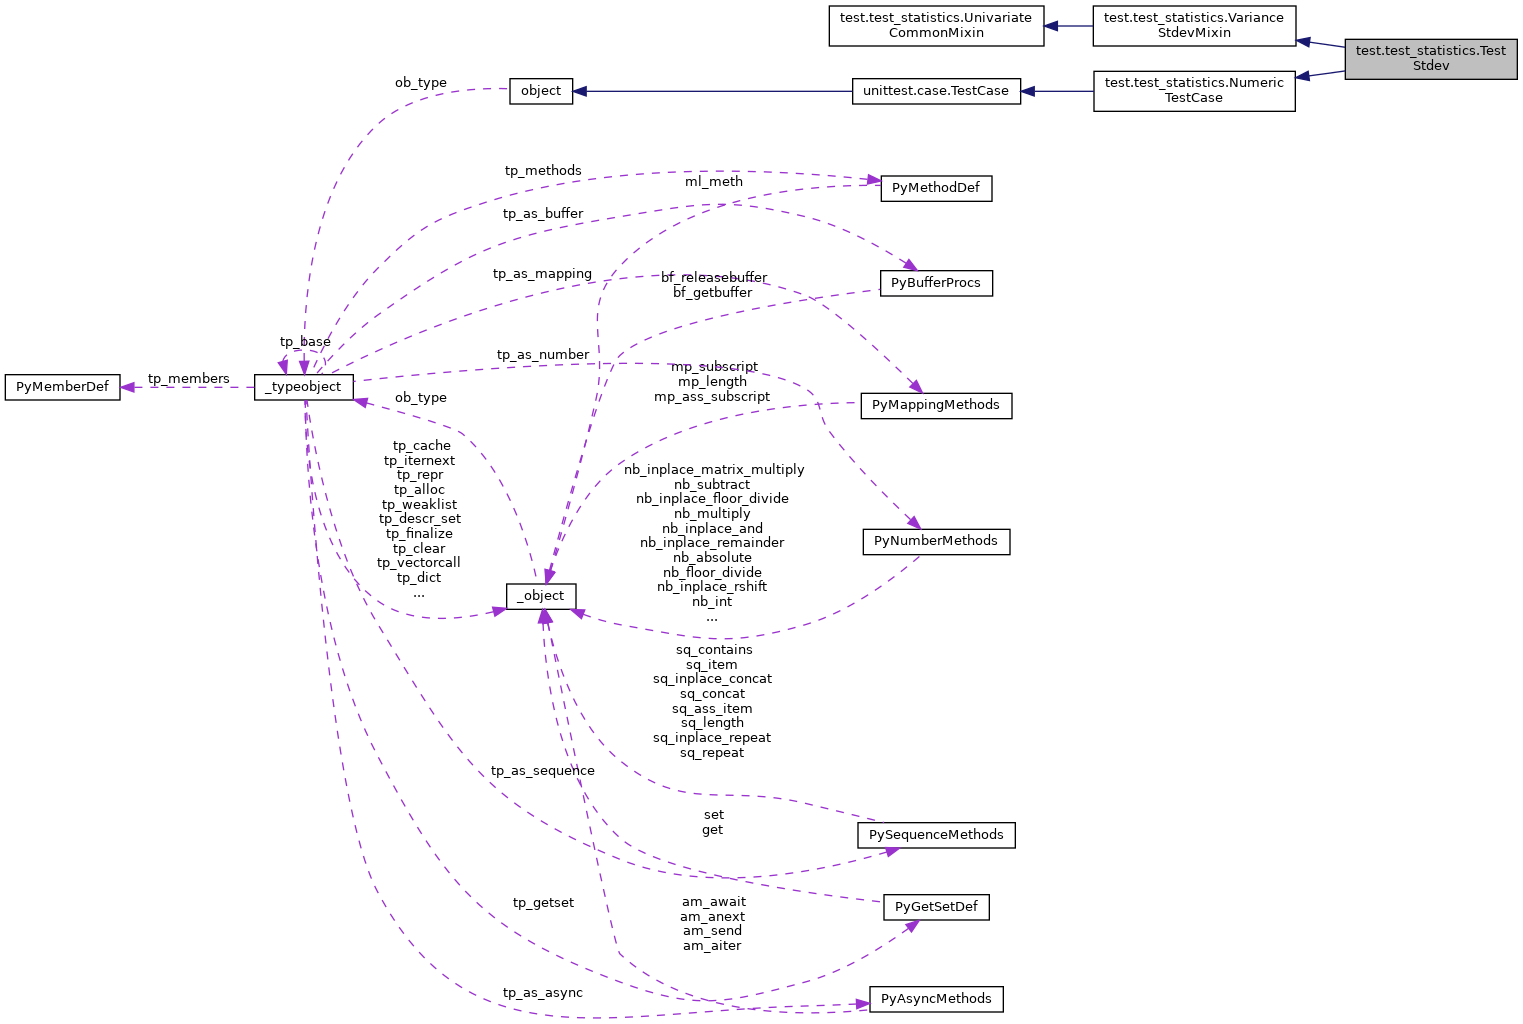 test.test_statistics.Univariate
CommonMixin
test.test_statistics.Variance
StdevMixin
test.test_statistics.Test
Stdev
ob_type
object
unittest.case.TestCase
test.test_statistics.Numeric
TestCase
tp_methods
ml_meth
PyMethodDef
tp_as_buffer
tp_as_mapping
bf_releasebuffer
bf_getbuffer
PyBufferProcs
tp_base
tp_as_number
mp_subscript
mp_length
mp_ass_subscript
PyMemberDef
tp_members
_typeobject
ob_type
PyMappingMethods
tp_cache
tp_iternext
tp_repr
tp_alloc
tp_weaklist
tp_descr_set
tp_finalize
tp_clear
tp_vectorcall
tp_dict
...
nb_inplace_matrix_multiply
nb_subtract
nb_inplace_floor_divide
nb_multiply
nb_inplace_and
nb_inplace_remainder
nb_absolute
nb_floor_divide
nb_inplace_rshift
nb_int
...
PyNumberMethods
_object
sq_contains
sq_item
sq_inplace_concat
sq_concat
sq_ass_item
sq_length
sq_inplace_repeat
sq_repeat
tp_as_sequence
set
get
PySequenceMethods
tp_getset
am_await
am_anext
am_send
am_aiter
PyGetSetDef
tp_as_async
PyAsyncMethods